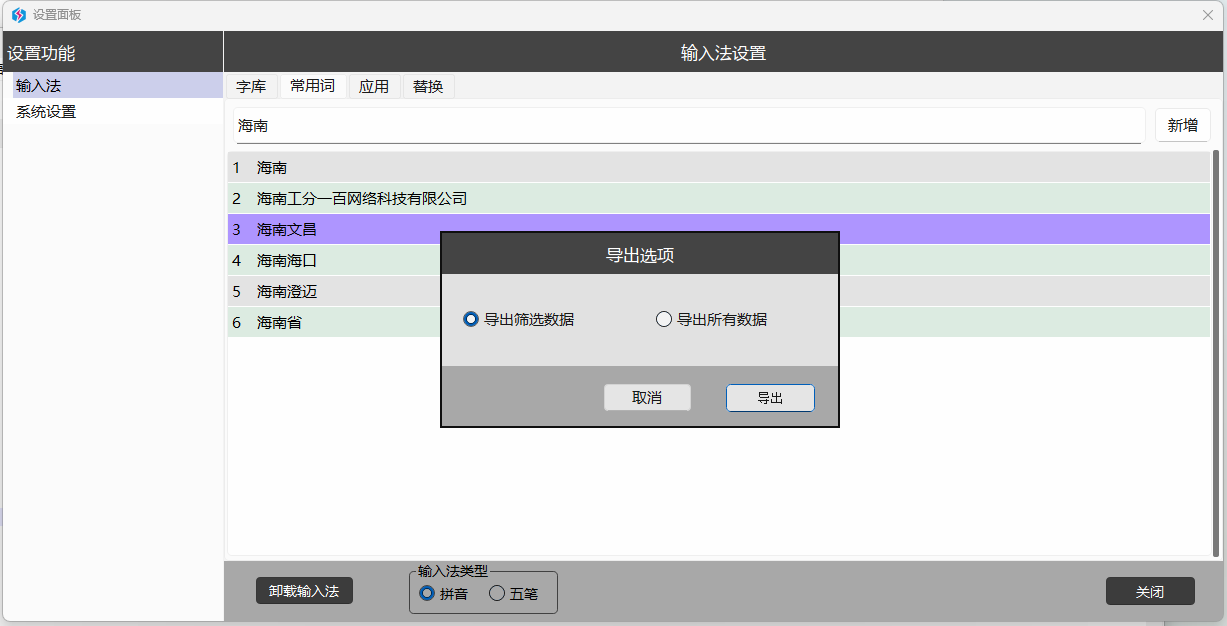 设置面板
设置功能
输入法设置
输入法
系统设置
字库 常用词 应用 替换
海南 新增
1 海南
2 海南工分一百网络科技有限公司
3 海南文昌
4 海南海口
5 海南澄迈
6 海南省
导出选项
导出筛选数据 导出所有数据
取消 导出
卸载输入法
输入法类型
拼音 五笔
关闭